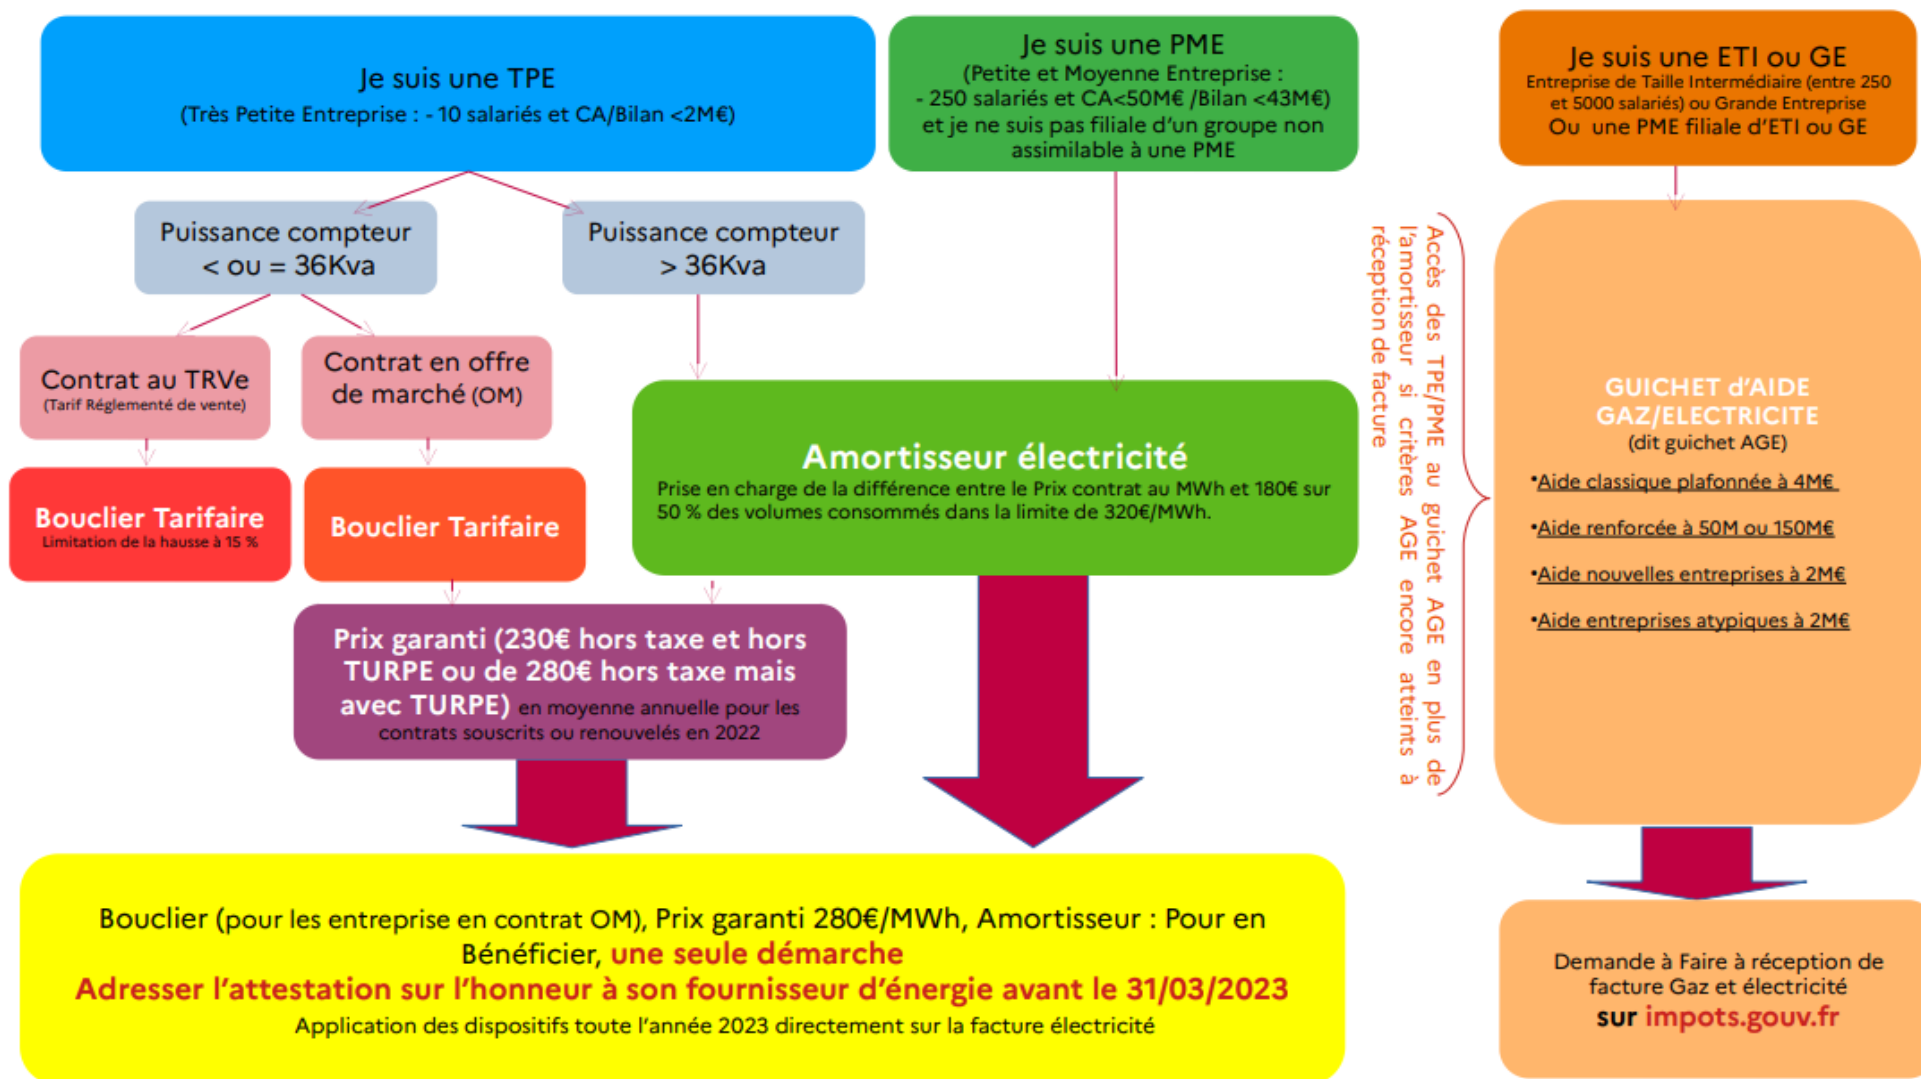 Je suis une TPE
(Très Petite Entreprise : - 10 salariés et CA/Bilan <2M€)
Je suis une PME
(Petite et Moyenne Entreprise :
- 250 salariés et CA<50M€ /Bilan <43M€)
et je ne suis pas filiale d'un groupe non
assimilable à une PME
Je suis une ETI ou GE
Entreprise de Taille Intermédiaire (entre 250
et 5000 salariés) ou Grande Entreprise
Ou une PME filiale d'ETI ou GE
Puissance compteur
< ou = 36Kva
Puissance compteur
> 36Kva
Contrat au TRVe
(Tarif Réglementé de vente)
Contrat en offre
de marché (OM)
Bouclier Tarifaire
Limitation de la hausse à 15 %
Bouclier Tarifaire
Amortisseur électricité
Prise en charge de la différence entre le Prix contrat au MWh et 180€ sur
50 % des volumes consommés dans la limite de 320€/MWh.
Prix garanti (230€ hors taxe et hors
TURPE ou de 280€ hors taxe mais
avec TURPE) en moyenne annuelle pour les
contrats souscrits ou renouvelés en 2022
Accès des TPE/PME au guichet AGE en plus de
l'amortisseur si critères AGE encore atteints à
réception de facture
GUICHET d'AIDE
GAZ/ELECTRICITE
(dit guichet AGE)
•Aide classique plafonnée à 4M€
•Aide renforcée à 50M ou 150M€
•Aide nouvelles entreprises à 2M€
•Aide entreprises atypiques à 2M€
Bouclier (pour les entreprise en contrat OM), Prix garanti 280€/MWh, Amortisseur : Pour en
Bénéficier, une seule démarche
Adresser l'attestation sur l'honneur à son fournisseur d'énergie avant le 31/03/2023
Application des dispositifs toute l'année 2023 directement sur la facture électricité
Demande à Faire à réception de
facture Gaz et électricité
sur impots.gouv.fr